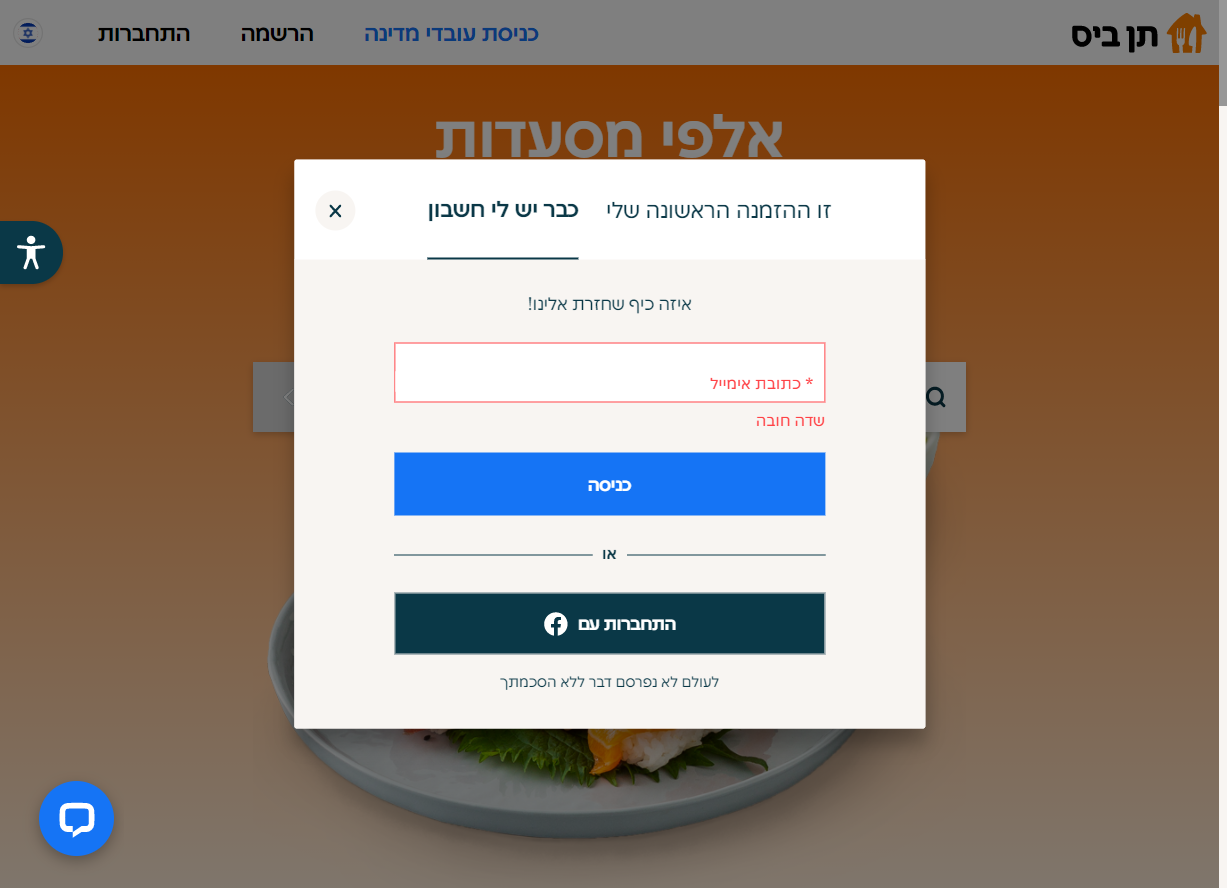 תן ביס
כניסת עובדי מדינה
הרשמה
התחברות
אלפי מסעדות
זו ההזמנה הראשונה שלי
כבר יש לי חשבון
איזה כיף שחזרת אלינו!
* כתובת אימייל
שדה חובה
כניסה
או
התחברות עם
לעולם לא נפרסם דבר ללא הסכמתך